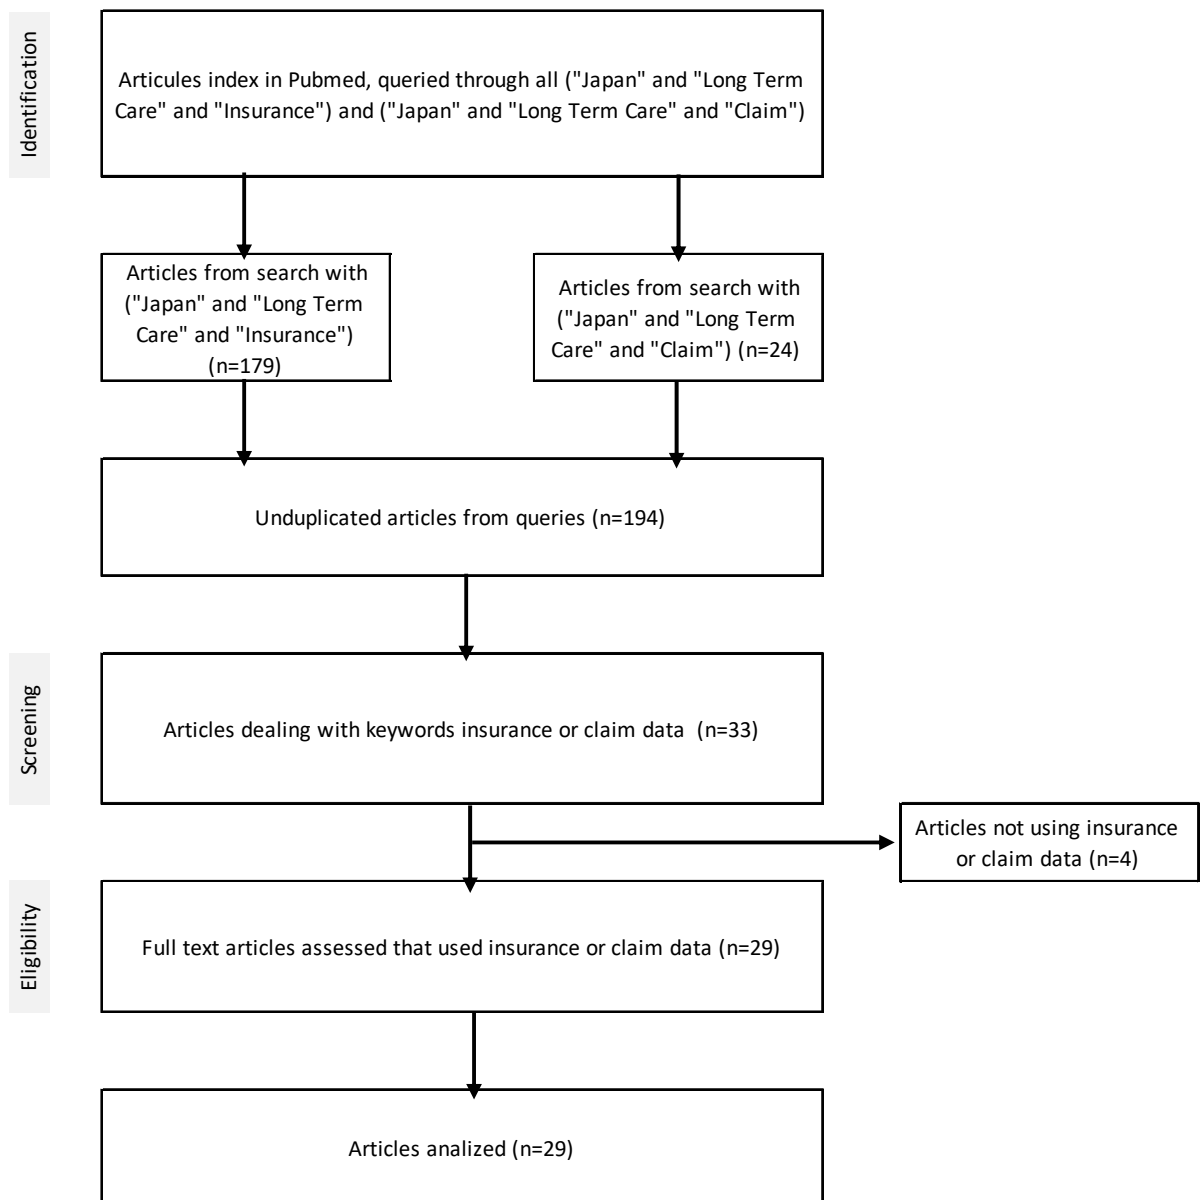 Identification
Articules index in Pubmed, queried through all ("Japan" and "Long Term
Care" and "Insurance") and ("Japan" and "Long Term Care" and "Claim")
Articles from search with
("Japan" and "Long Term
Care" and "Insurance")
(n=179)
Articles from search with
("Japan" and "Long Term
Care" and "Claim") (n=24)
Unduplicated articles from queries (n=194)
Screening
Articles dealing with keywords insurance or claim data (n=33)
Articles not using insurance
or claim data (n=4)
Eligibility
Full text articles assessed that used insurance or claim data (n=29)
Articles analized (n=29)